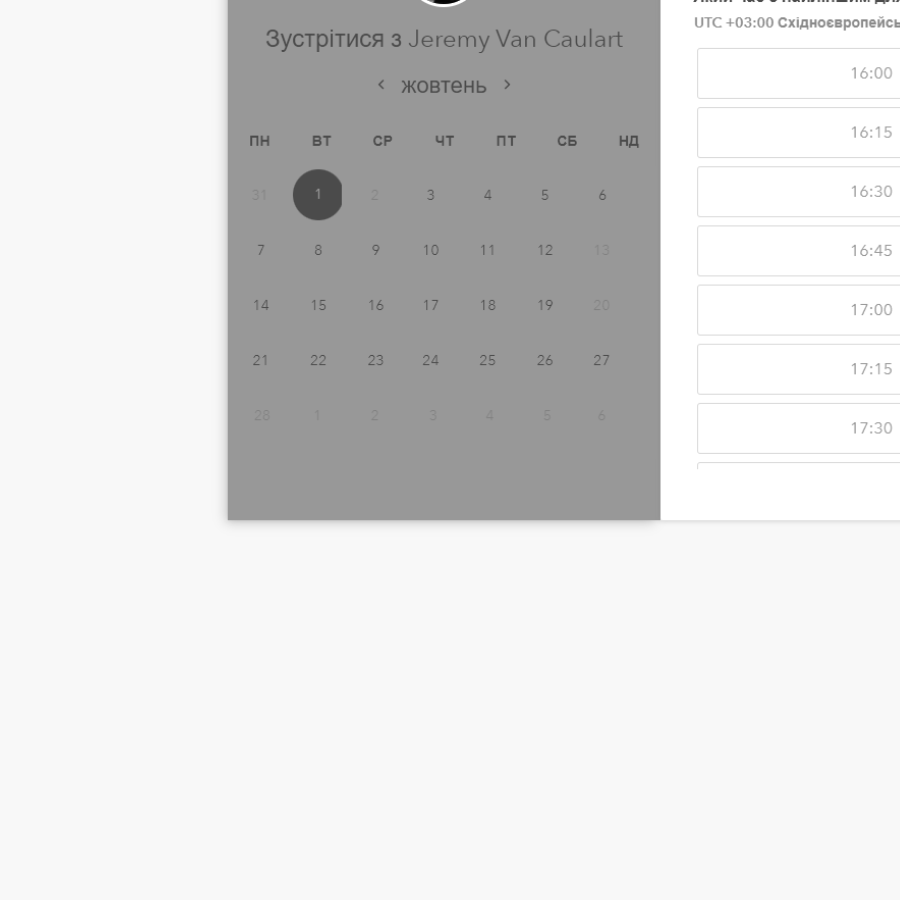 Зустрітися з Jeremy Van Caulart
‹ жовтень ›
ПН ВТ СР ЧТ ПТ СБ НД
31 1 2 3 4 5 6
7 8 9 10 11 12 13
14 15 16 17 18 19 20
21 22 23 24 25 26 27
28 1 2 3 4 5 6
UTC +03:00
16:00
16:15
16:30
16:45
17:00
17:15
17:30